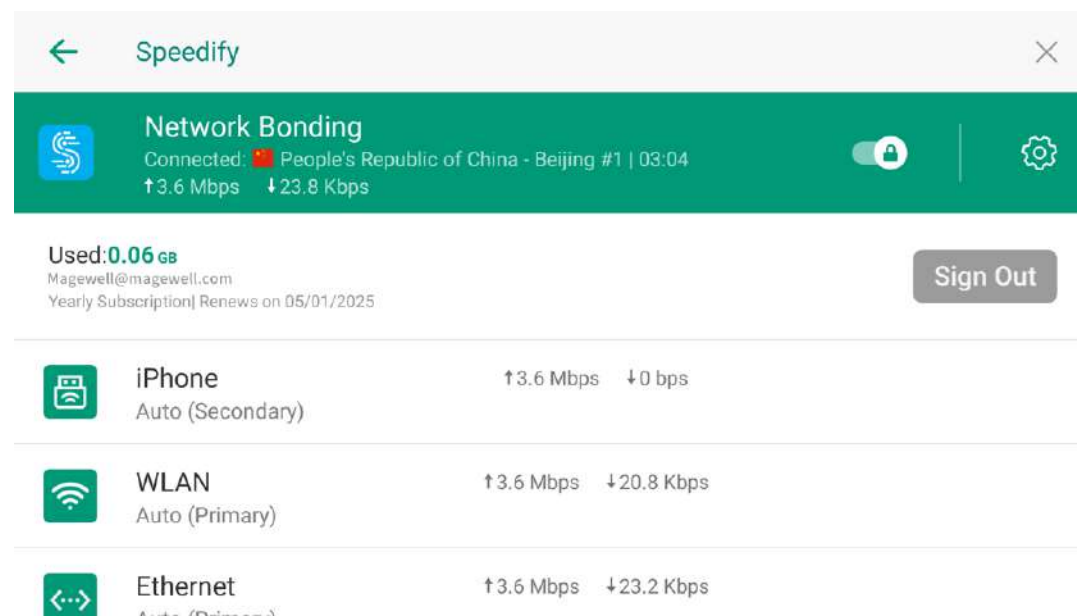 Speedify
Network Bonding
Connected: 🇨🇳 People's Republic of China - Beijing #1 | 03:04
↑3.6 Mbps ↓23.8 Kbps
Used:0.06 GB
Magewell@magewell.com
Yearly Subscription| Renews on 05/01/2025
Sign Out
iPhone
↑3.6 Mbps ↓0 bps
Auto (Secondary)
WLAN
↑3.6 Mbps ↓20.8 Kbps
Auto (Primary)
Ethernet
↑3.6 Mbps ↓23.2 Kbps
Auto (Primary)